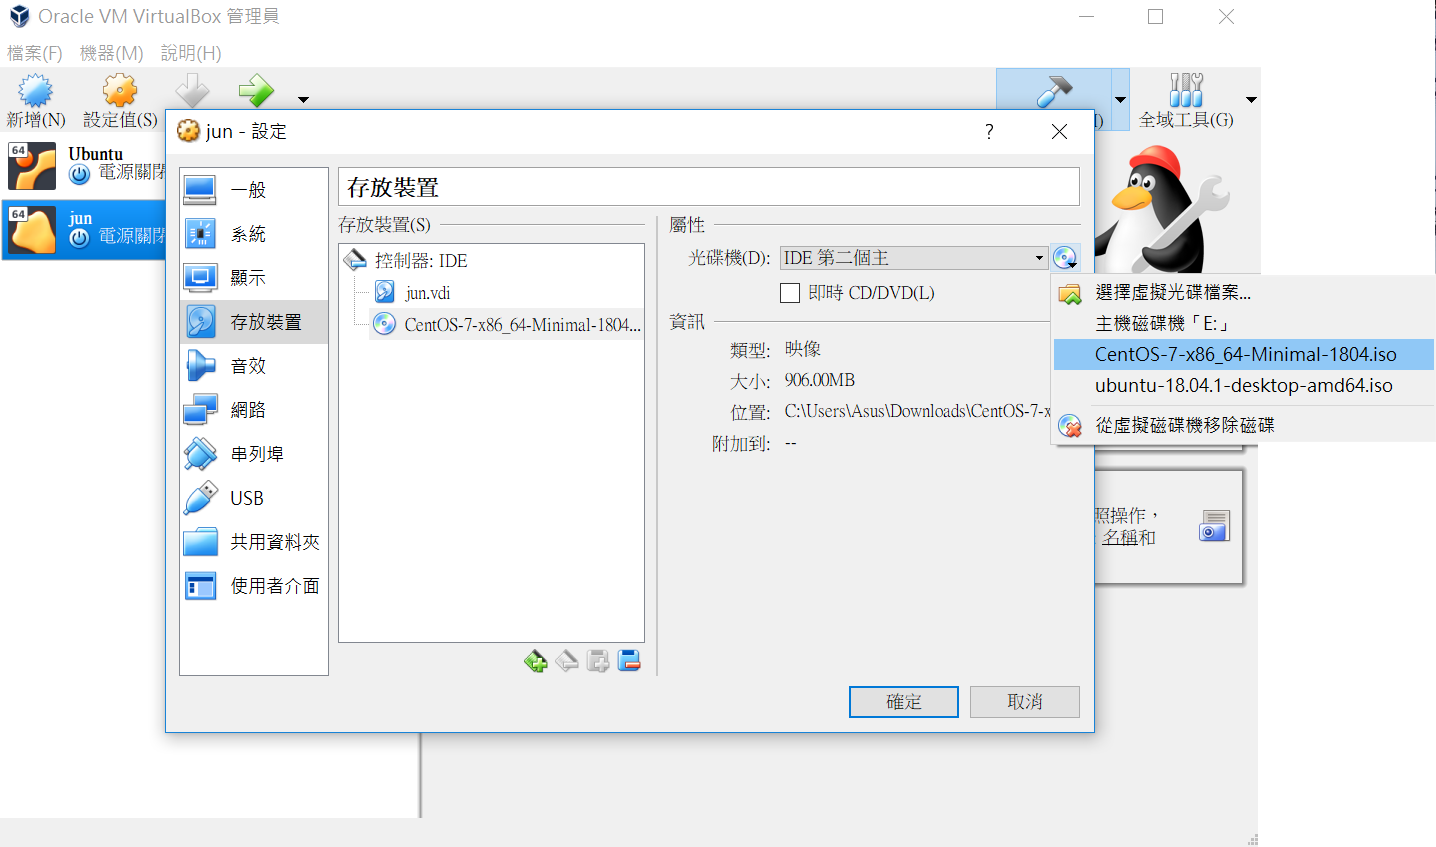 Oracle VM VirtualBox 管理員
檔案(F) 機器(M) 說明(H)
新增(N) 設定值(S)
全域工具(G)
64
Ubuntu
電源關閉
64
jun
電源關閉
jun - 設定
?
一般
系統
顯示
存放裝置
音效
網路
串列埠
USB
共用資料夾
使用者介面
存放裝置
存放裝置(S)
控制器: IDE
jun.vdi
CentOS-7-x86_64-Minimal-1804...
屬性
光碟機(D): IDE 第二個主
即時 CD/DVD(L)
資訊
類型: 映像
大小: 906.00MB
位置: C:\Users\Asus\Downloads\CentOS-7-x
附加到: --
選擇虛擬光碟檔案...
主機磁碟機「E:」
CentOS-7-x86_64-Minimal-1804.iso
ubuntu-18.04.1-desktop-amd64.iso
從虛擬磁碟機移除磁碟
照操作，
名稱和
確定 取消